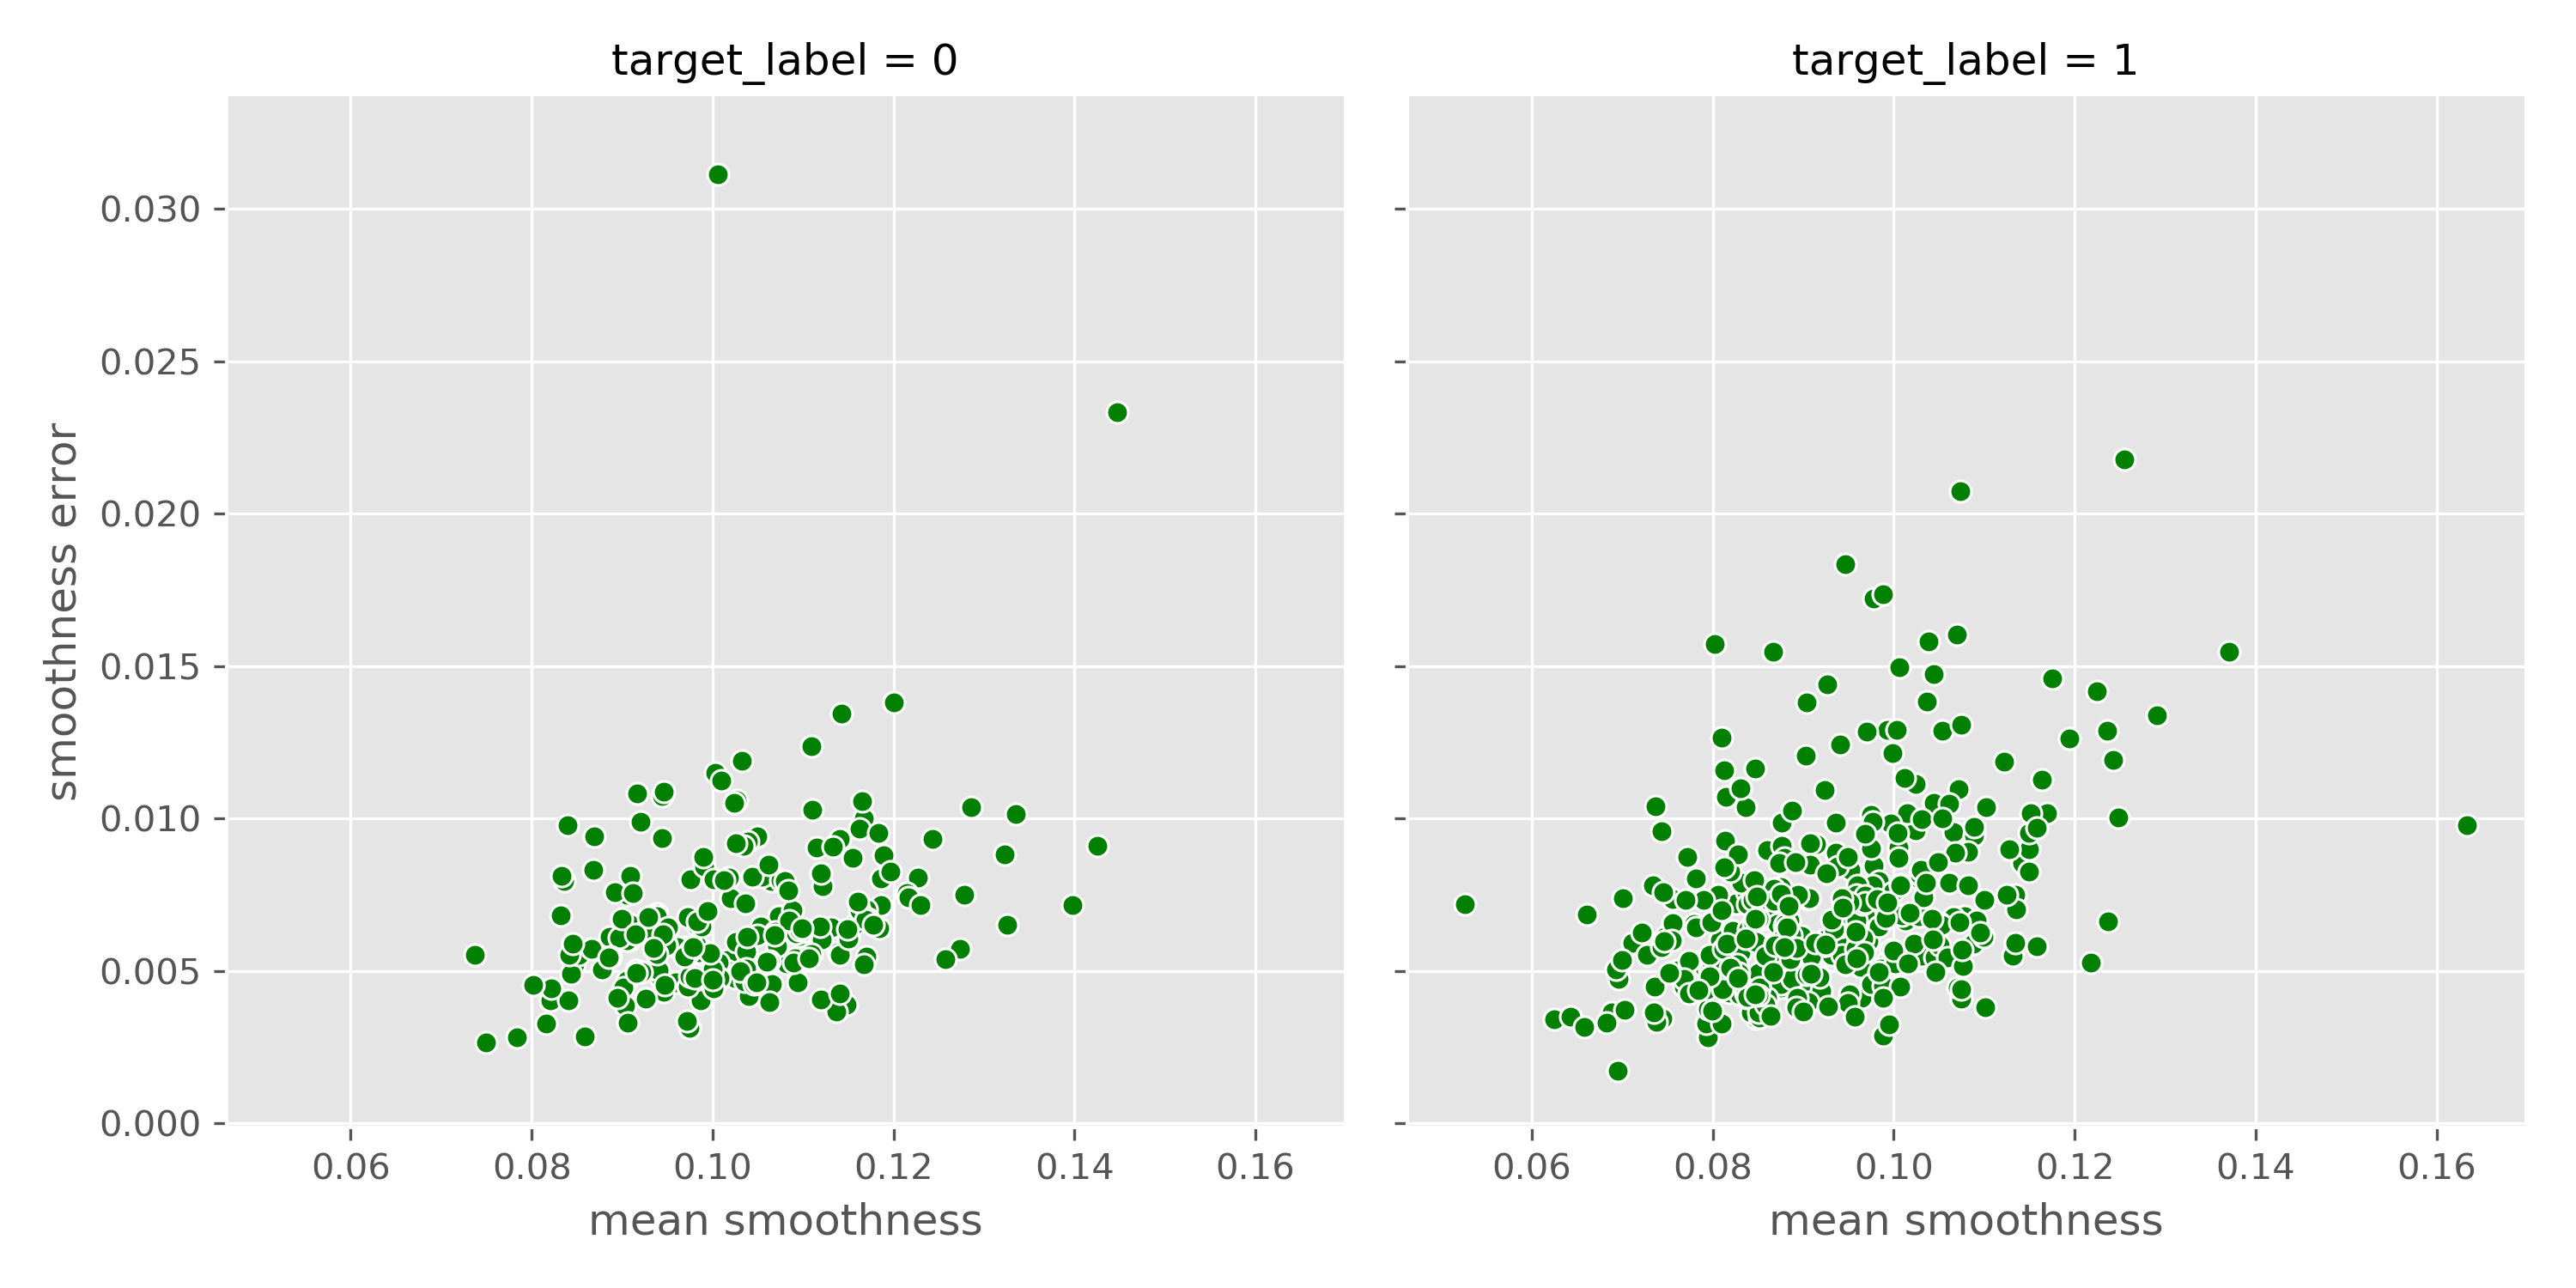 target_label = 0
target_label = 1
smoothness error
0.030
0.025
0.020
0.015
0.010
0.005
0.000
0.06 0.08 0.10 0.12 0.14 0.16
0.06 0.08 0.10 0.12 0.14 0.16
mean smoothness
mean smoothness